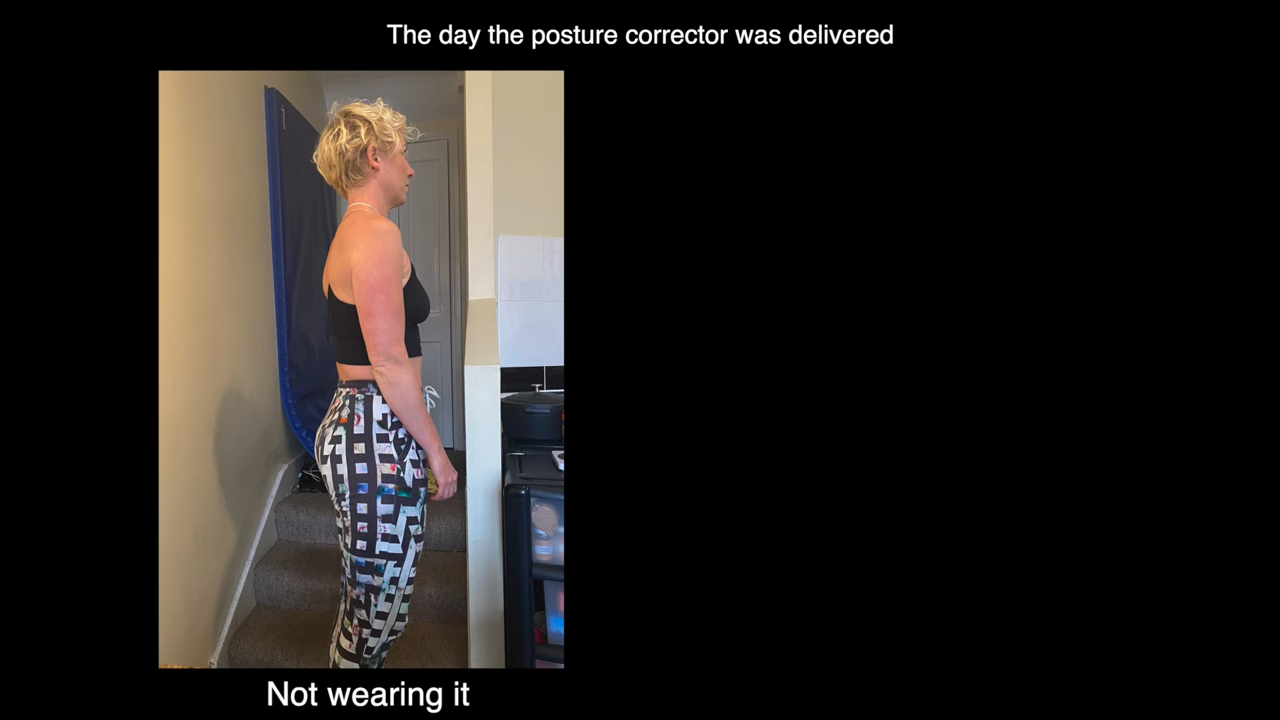 The day the posture corrector was delivered
Not wearing it